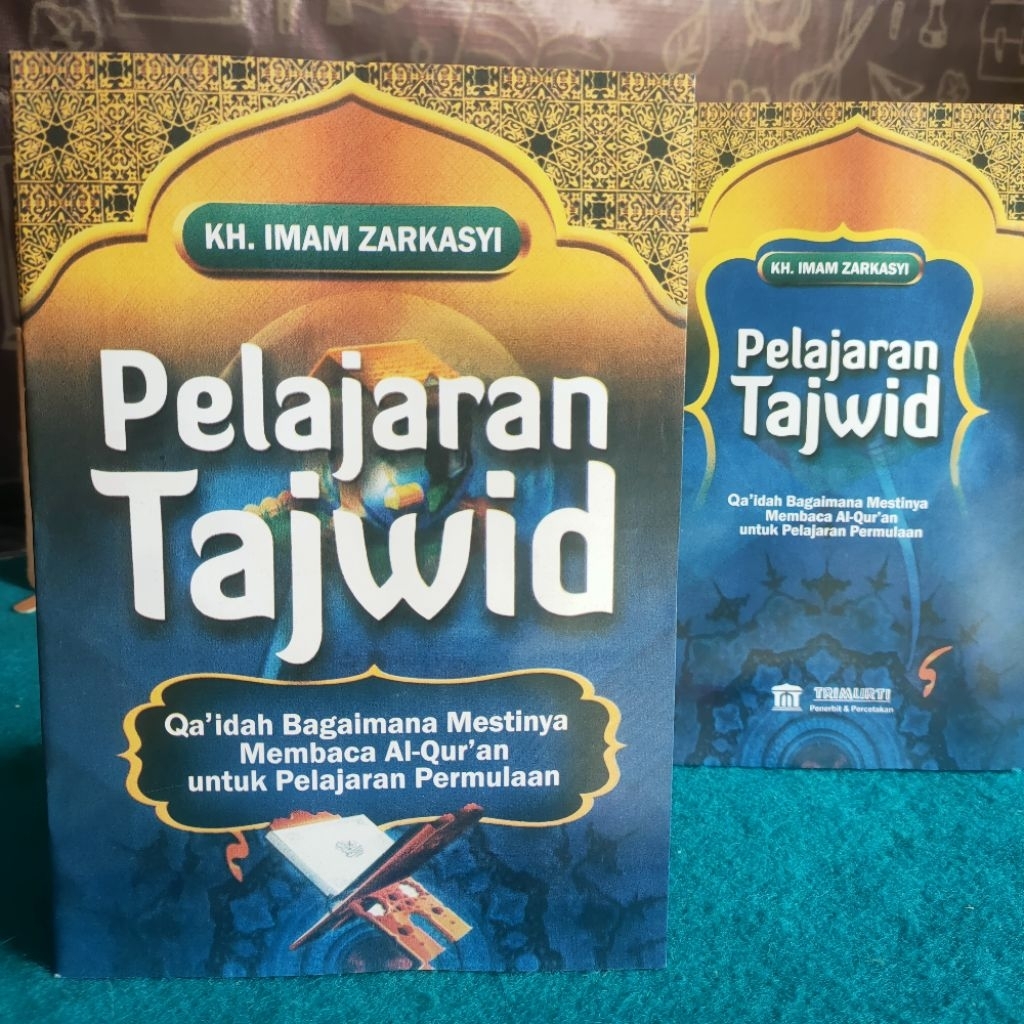 KH. IMAM ZARKASYI
Pelajaran
Tajwid
Qa'idah Bagaimana Mestinya
Membaca Al-Qur'an
untuk Pelajaran Permulaan
KH. IMAM ZARKASYI
Pelajaran
Tajwid
Qa'idah Bagaimana Mestinya
Membaca Al-Qur'an
untuk Pelajaran Permulaan
TRIMURTI
Penerbit & Percetakan